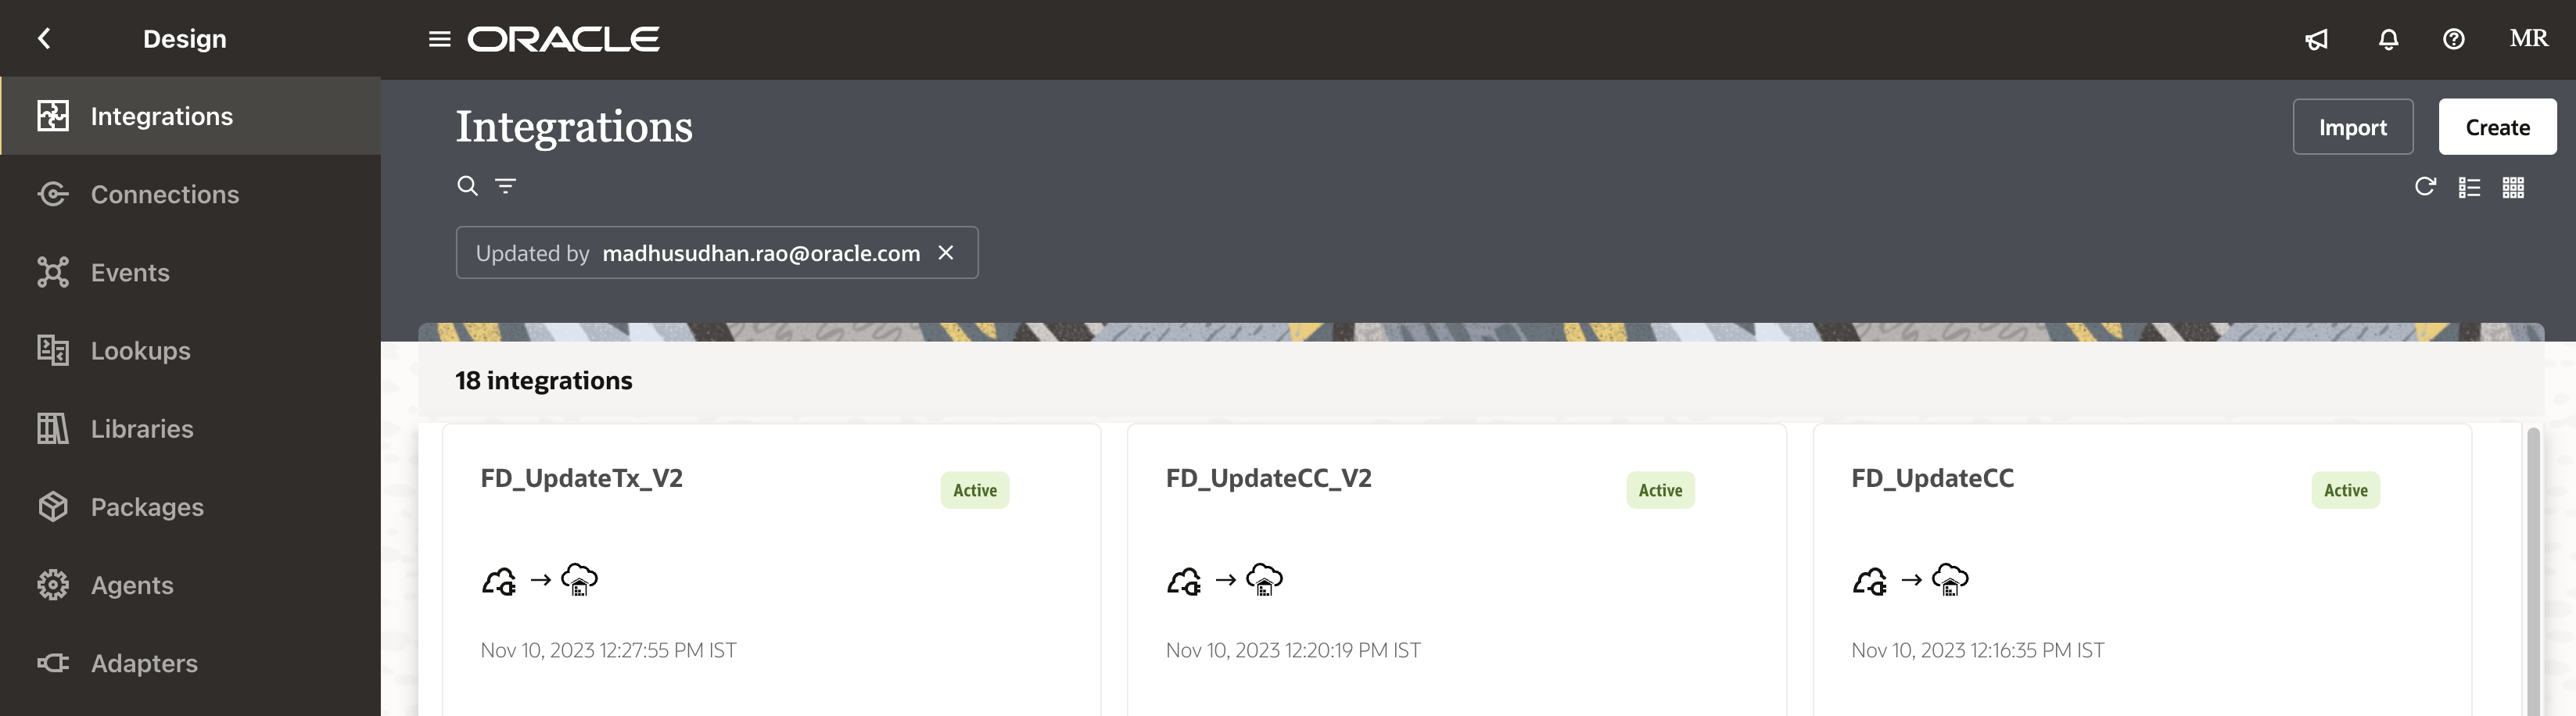 Design
ORACLE
MR
Integrations
Connections
Events
Lookups
Libraries
Packages
Agents
Adapters
Integrations
Import
Create
Updated by madhusudhan.rao@oracle.com
18 integrations
FD_UpdateTx_V2
Active
Nov 10, 2023 12:27:55 PM IST
FD_UpdateCC_V2
Active
Nov 10, 2023 12:20:19 PM IST
FD_UpdateCC
Active
Nov 10, 2023 12:16:35 PM IST